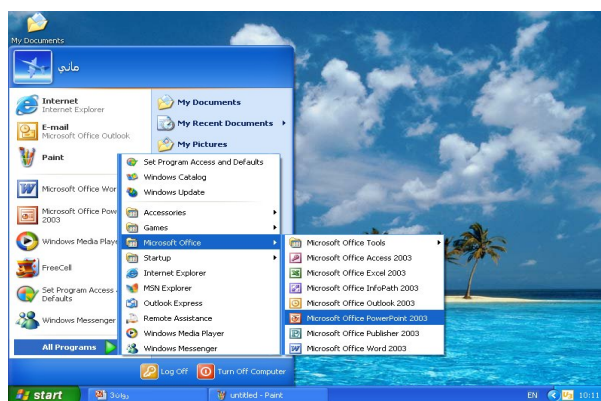 My Documents
ماني
Internet
Internet Explorer
E-mail
Microsoft Office Outlook
Paint
Microsoft Office Wor
Microsoft Office Pow
2003
Windows Media Playe
FreeCell
Set Program Access
Defaults
Windows Messenger
All Programs
My Documents
My Recent Documents
My Pictures
Set Program Access and Defaults
Windows Catalog
Windows Update
Accessories
Games
Microsoft Office
Startup
Internet Explorer
MSN Explorer
Outlook Express
Remote Assistance
Windows Media Player
Windows Messenger
Microsoft Office Tools
Microsoft Office Access 2003
Microsoft Office Excel 2003
Microsoft Office InfoPath 2003
Microsoft Office Outlook 2003
Microsoft Office PowerPoint 2003
Microsoft Office Publisher 2003
Microsoft Office Word 2003
Log Off
Turn Off Computer
start
untitled - Paint
EN
10:11